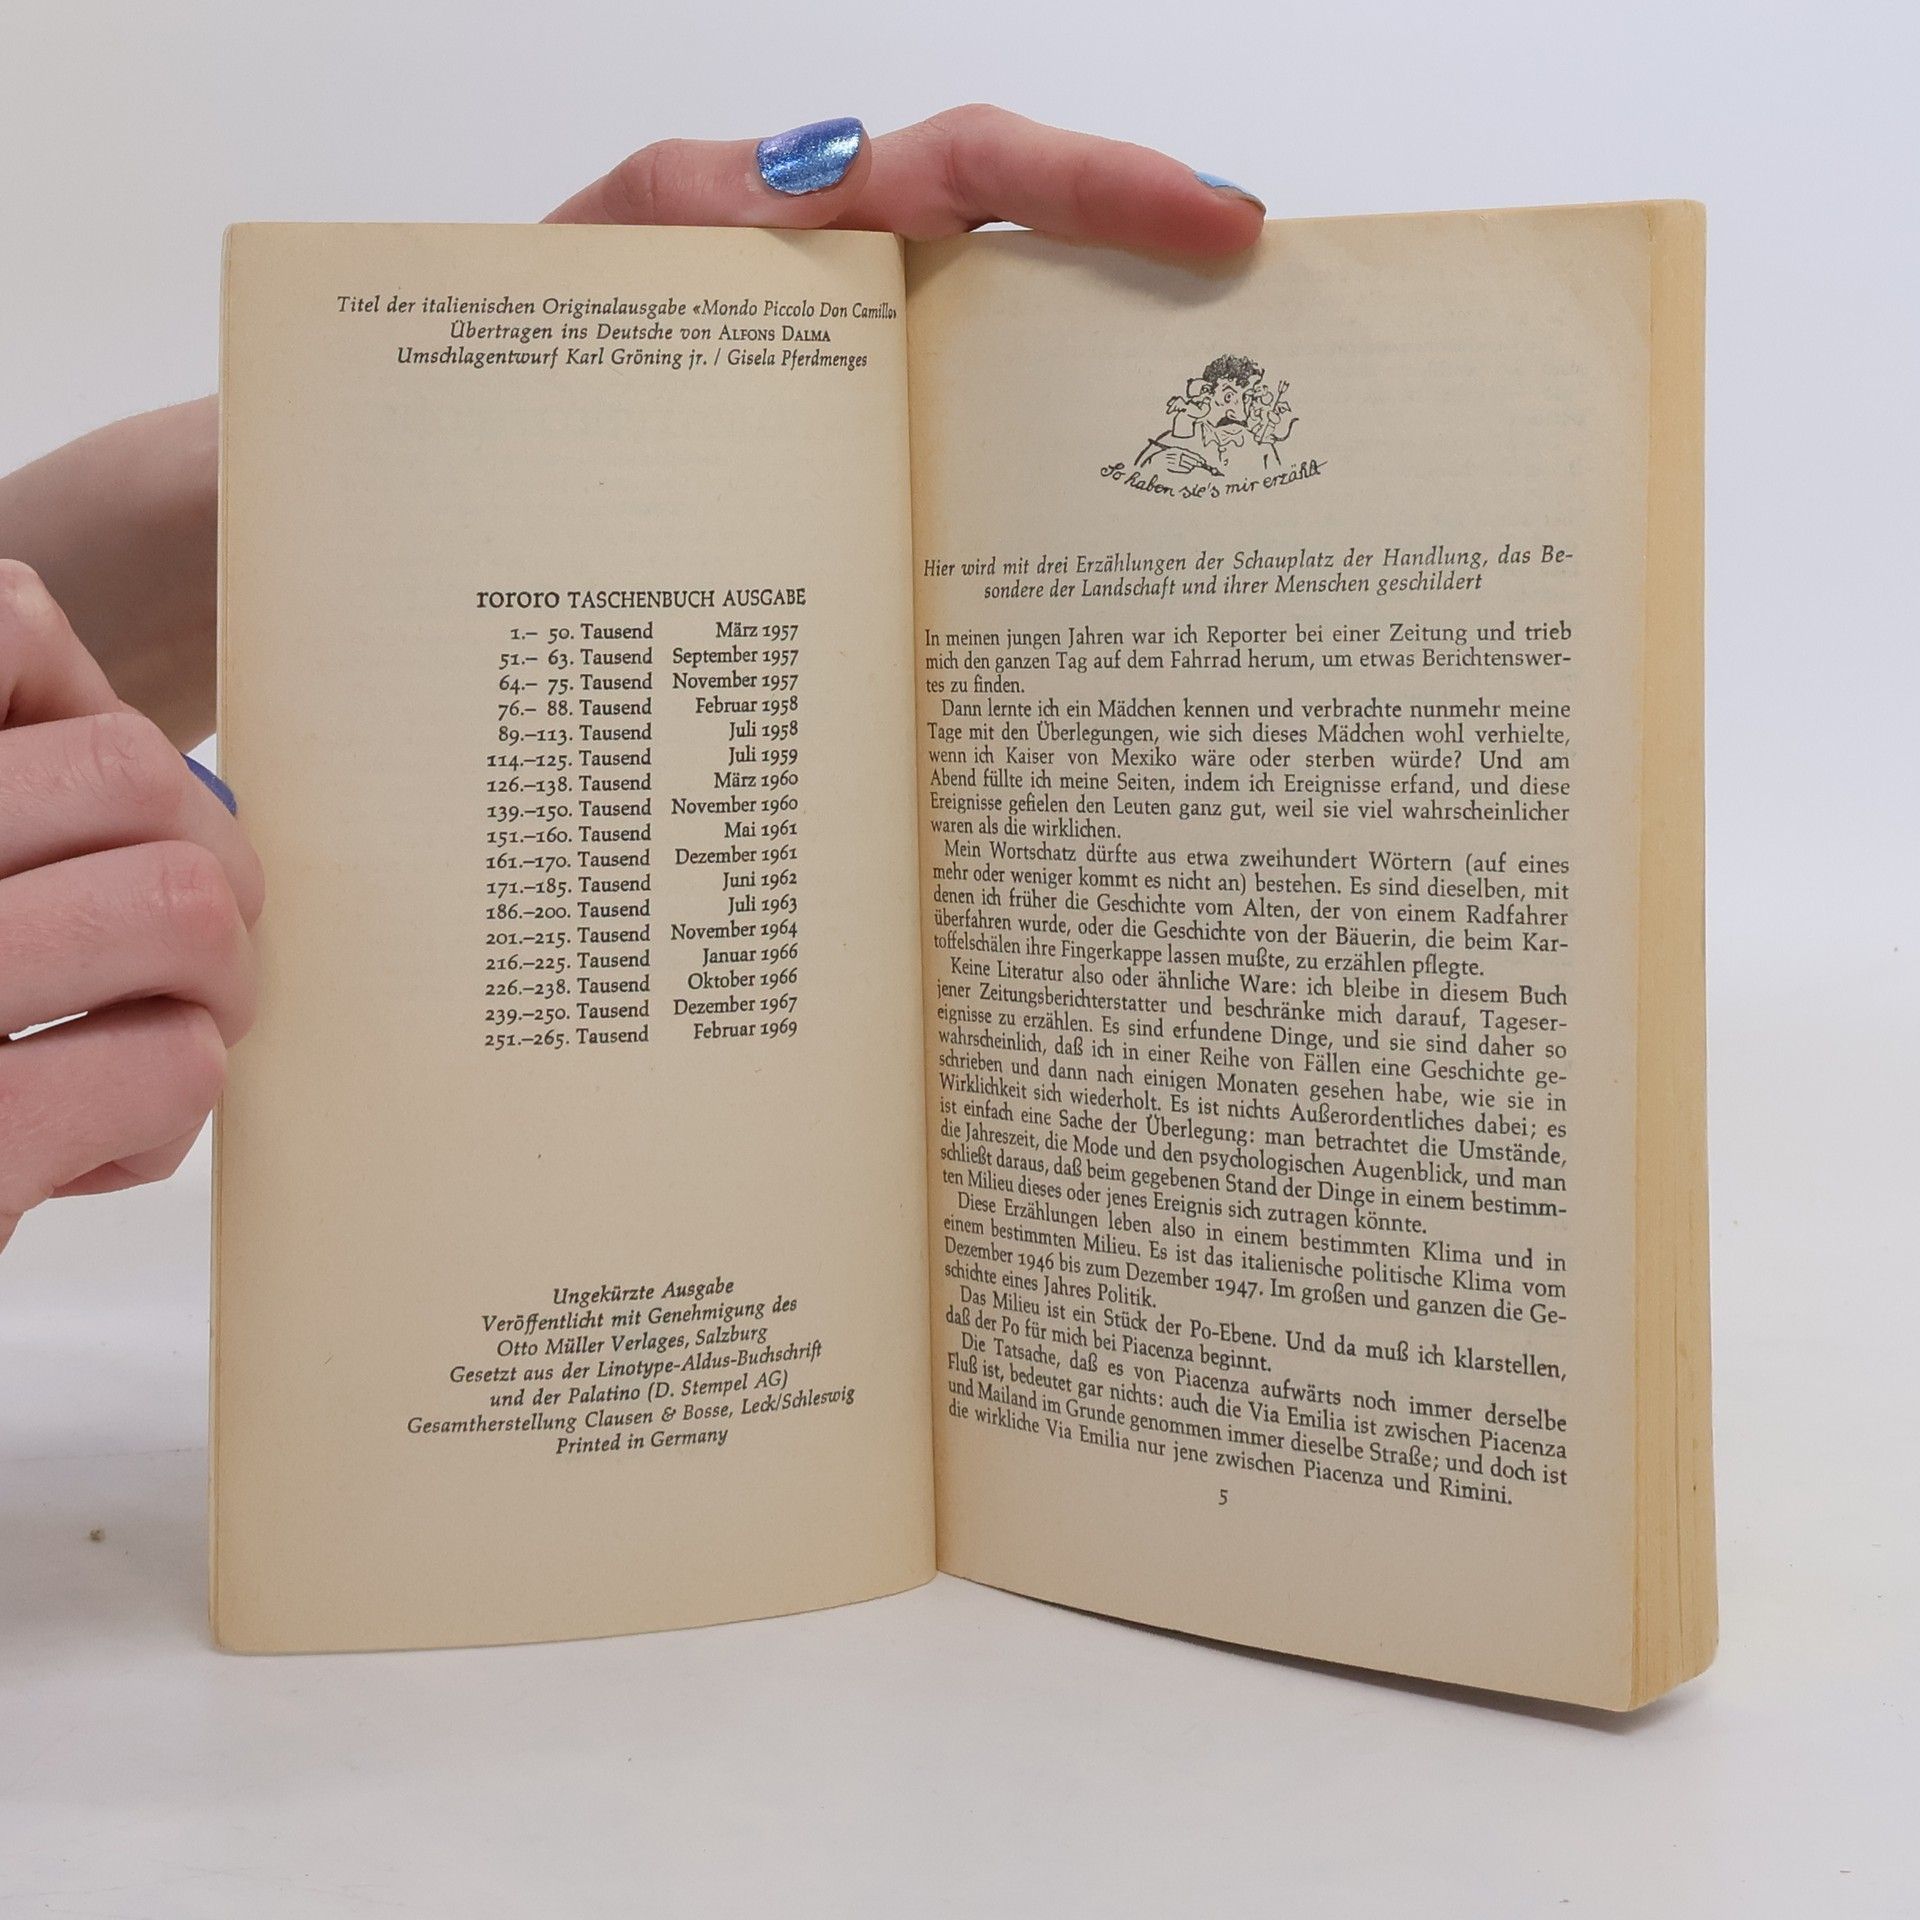 Titel der italienischen Originalausgabe «Mondo Piccolo Don Camillo»
Übertragen ins Deutsche von ALFONS DALMA
Umschlagentwurf Karl Gröning jr. / Gisela Pferdmenges
rororo TASCHENBUCH AUSGABE
1.– 50. Tausend März 1957
51.– 63. Tausend September 1957
64.– 75. Tausend November 1957
76.– 88. Tausend Februar 1958
89.–113. Tausend Juli 1958
114.–125. Tausend Juli 1959
126.–138. Tausend März 1960
139.–150. Tausend November 1960
151.–160. Tausend Mai 1961
161.–170. Tausend Dezember 1961
171.–185. Tausend Juni 1962
186.–200. Tausend Juli 1963
201.–215. Tausend November 1964
216.–225. Tausend Januar 1966
226.–238. Tausend Oktober 1966
239.–250. Tausend Dezember 1967
251.–265. Tausend Februar 1969
Ungekürzte Ausgabe
Veröffentlicht mit Genehmigung des
Otto Müller Verlages, Salzburg
Gesetzt aus der Linotype-Aldus-Buchschrift
und der Palatino (D. Stempel AG)
Gesamtherstellung Clausen & Bosse, Leck/Schleswig
Printed in Germany
So haben sie's mir erzählt
Hier wird mit drei Erzählungen der Schauplatz der Handlung, das Be-
sondere der Landschaft und ihrer Menschen geschildert
In meinen jungen Jahren war ich Reporter bei einer Zeitung und trieb
mich den ganzen Tag auf dem Fahrrad herum, um etwas Berichtenswer-
tes zu finden.
Dann lernte ich ein Mädchen kennen und verbrachte nunmehr meine
Tage mit den Überlegungen, wie sich dieses Mädchen wohl verhielte,
wenn ich Kaiser von Mexiko wäre oder sterben würde? Und am
Abend füllte ich meine Seiten, indem ich Ereignisse erfand, und diese
Ereignisse gefielen den Leuten ganz gut, weil sie viel wahrscheinlicher
waren als die wirklichen.
Mein Wortschatz dürfte aus etwa zweihundert Wörtern (auf eines
mehr oder weniger kommt es nicht an) bestehen. Es sind dieselben, mit
denen ich früher die Geschichte vom Alten, der von einem Radfahrer
überfahren wurde, oder die Geschichte von der Bäuerin, die beim Kar-
toffelschälen ihre Fingerkappe lassen mußte, zu erzählen pflegte.
Keine Literatur also oder ähnliche Ware: ich bleibe in diesem Buch
jener Zeitungsberichterstatter und beschränke mich darauf, Tageser-
eignisse zu erzählen. Es sind erfundene Dinge, und sie sind daher so
wahrscheinlich, daß ich in einer Reihe von Fällen eine Geschichte ge-
schrieben und dann nach einigen Monaten gesehen habe, wie sie in
Wirklichkeit sich wiederholt. Es ist nichts Außerordentliches dabei; es
ist einfach eine Sache der Überlegung: man betrachtet die Umstände,
die Jahreszeit, die Mode und den psychologischen Augenblick, und man
schließt daraus, daß beim gegebenen Stand der Dinge in einem bestimm-
ten Milieu dieses oder jenes Ereignis sich zutragen könnte.
Diese Erzählungen leben also in einem bestimmten Klima und in
einem bestimmten Milieu. Es ist das italienische politische Klima vom
Dezember 1946 bis zum Dezember 1947. Im großen und ganzen die Ge-
schichte eines Jahres Politik.
Das Milieu ist ein Stück der Po-Ebene. Und da muß ich klarstellen,
daß der Po für mich bei Piacenza beginnt.
Die Tatsache, daß es von Piacenza aufwärts noch immer derselbe
Fluß ist, bedeutet gar nichts: auch die Via Emilia ist zwischen Piacenza
und Mailand im Grunde genommen immer dieselbe Straße; und doch ist
die wirkliche Via Emilia nur jene zwischen Piacenza und Rimini.
5